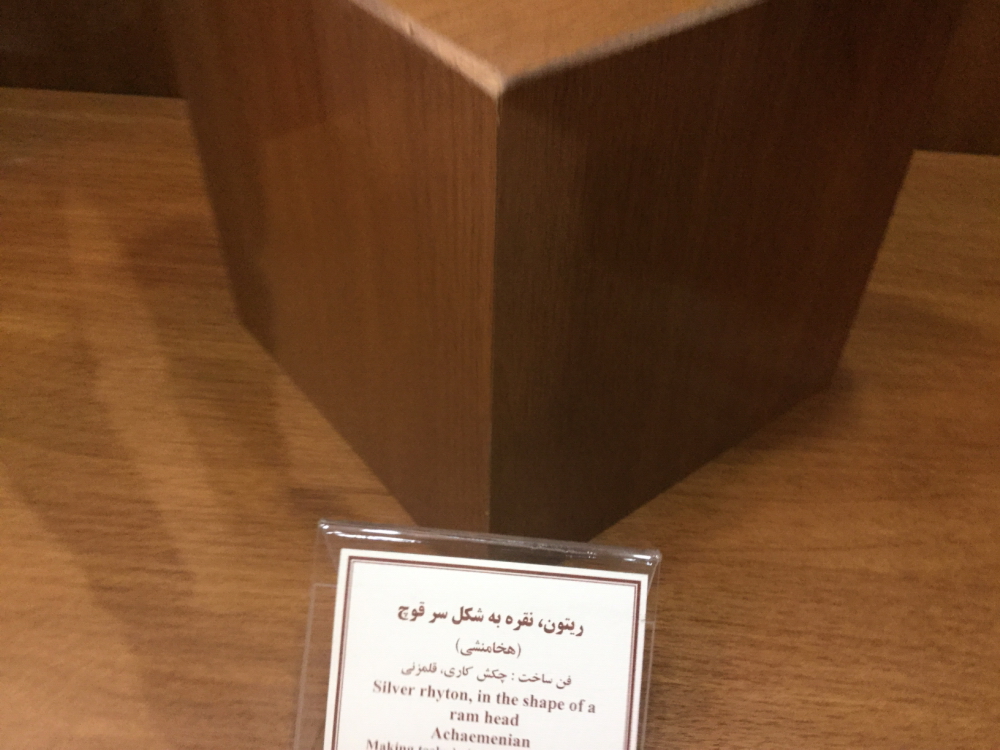 ریتون، نقره به شکل سر قوچ
(هخامنشی)
فن ساخت : چکش کاری، قلمزنی
Silver rhyton, in the shape of a
ram head
Achaemenian
Making